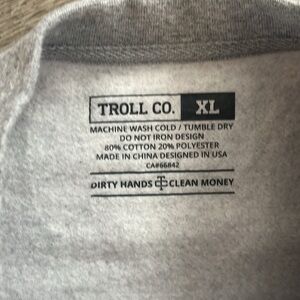 TROLL CO. XL
MACHINE WASH COLD / TUMBLE DRY
DO NOT IRON DESIGN
80% COTTON 20% POLYESTER
MADE IN CHINA DESIGNED IN USA
CA#66842
DIRTY HANDS CLEAN MONEY